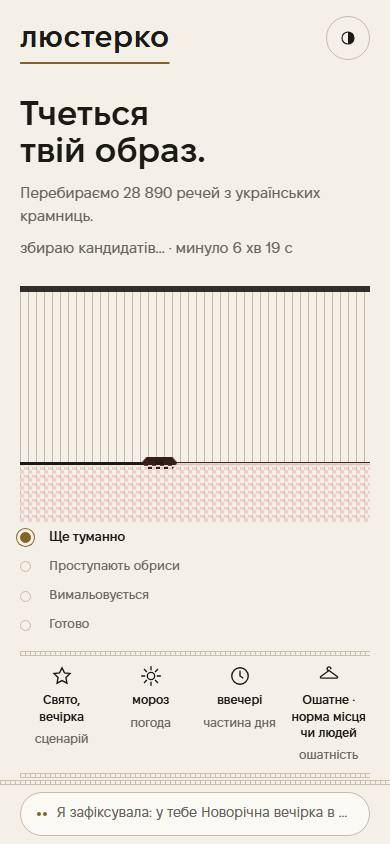 люстерко
Тчеться
твій образ.
Перебираємо 28 890 речей з українських
крамниць.
збираю кандидатів... · минуло 6 хв 19 с
Ще туманно
Проступають обриси
Вимальовується
Готово
Свято,
вечірка
сценарій
мороз
погода
ввечері
частина дня
Ошатне ·
норма місця
чи людей
ошатність
Я зафіксувала: у тебе Новорічна вечірка в ...